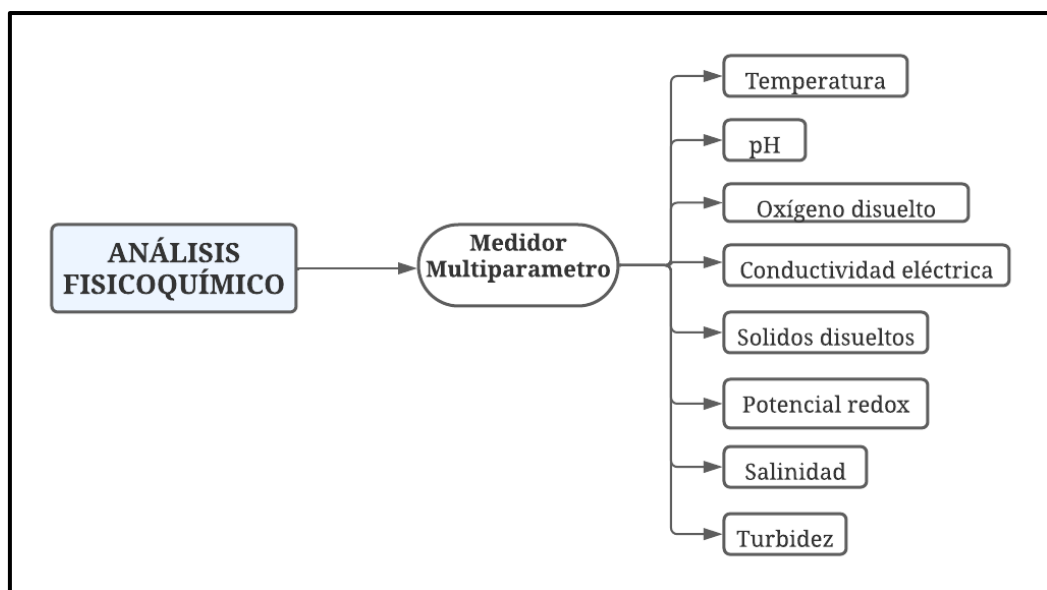 ANÁLISIS
FISICOQUÍMICO
Medidor
Multiparametro
Temperatura
pH
Oxígeno disuelto
Conductividad eléctrica
Solidos disueltos
Potencial redox
Salinidad
Turbidez